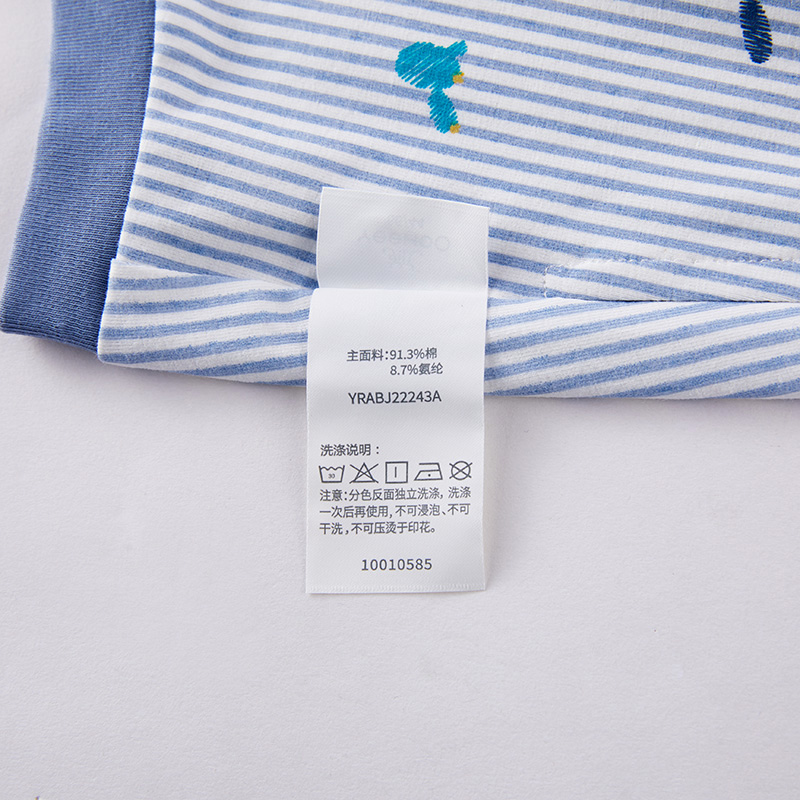 主面料:91.3%棉
8.7%氨纶
YRABJ22243A
洗涤说明:
30
注意:分色反面独立洗涤, 洗涤
一次后再使用, 不可浸泡、不可
干洗, 不可压烫于印花。
10010585